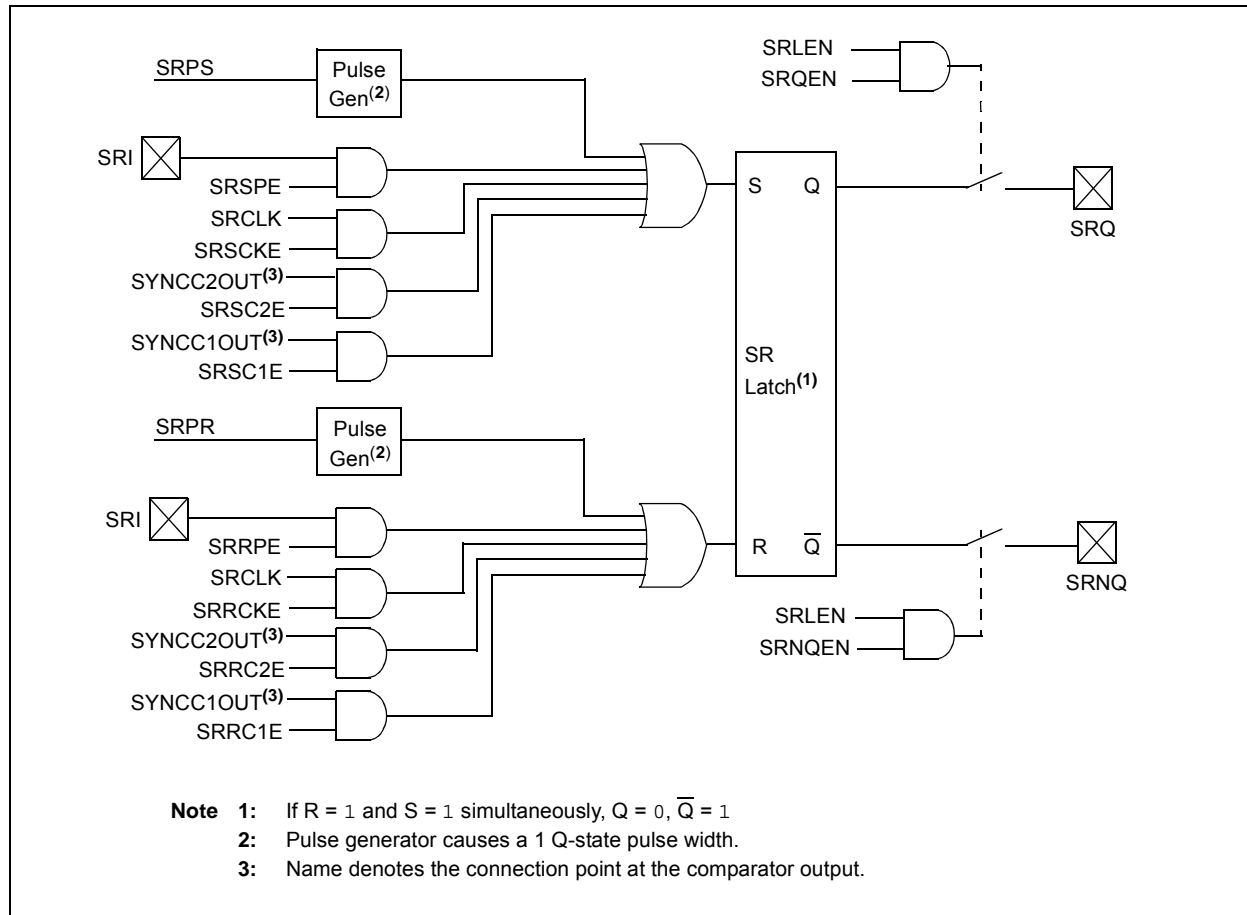 SRPS
Pulse
Gen(2)
SRLEN
SRQEN
SRI
SRSPE
SRCLK
SRSCKE
SYNCC2OUT(3)
SRSC2E
SYNCC1OUT(3)
SRSC1E
S Q
SRQ
SR
Latch(1)
SRPR
Pulse
Gen(2)
SRI
SRRPE
SRCLK
SRRCKE
SYNCC2OUT(3)
SRRC2E
SYNCC1OUT(3)
SRRC1E
R Q̅
SRNQ
SRLEN
SRNQEN
Note 1: If R = 1 and S = 1 simultaneously, Q = 0, Q̅ = 1
2: Pulse generator causes a 1 Q-state pulse width.
3: Name denotes the connection point at the comparator output.